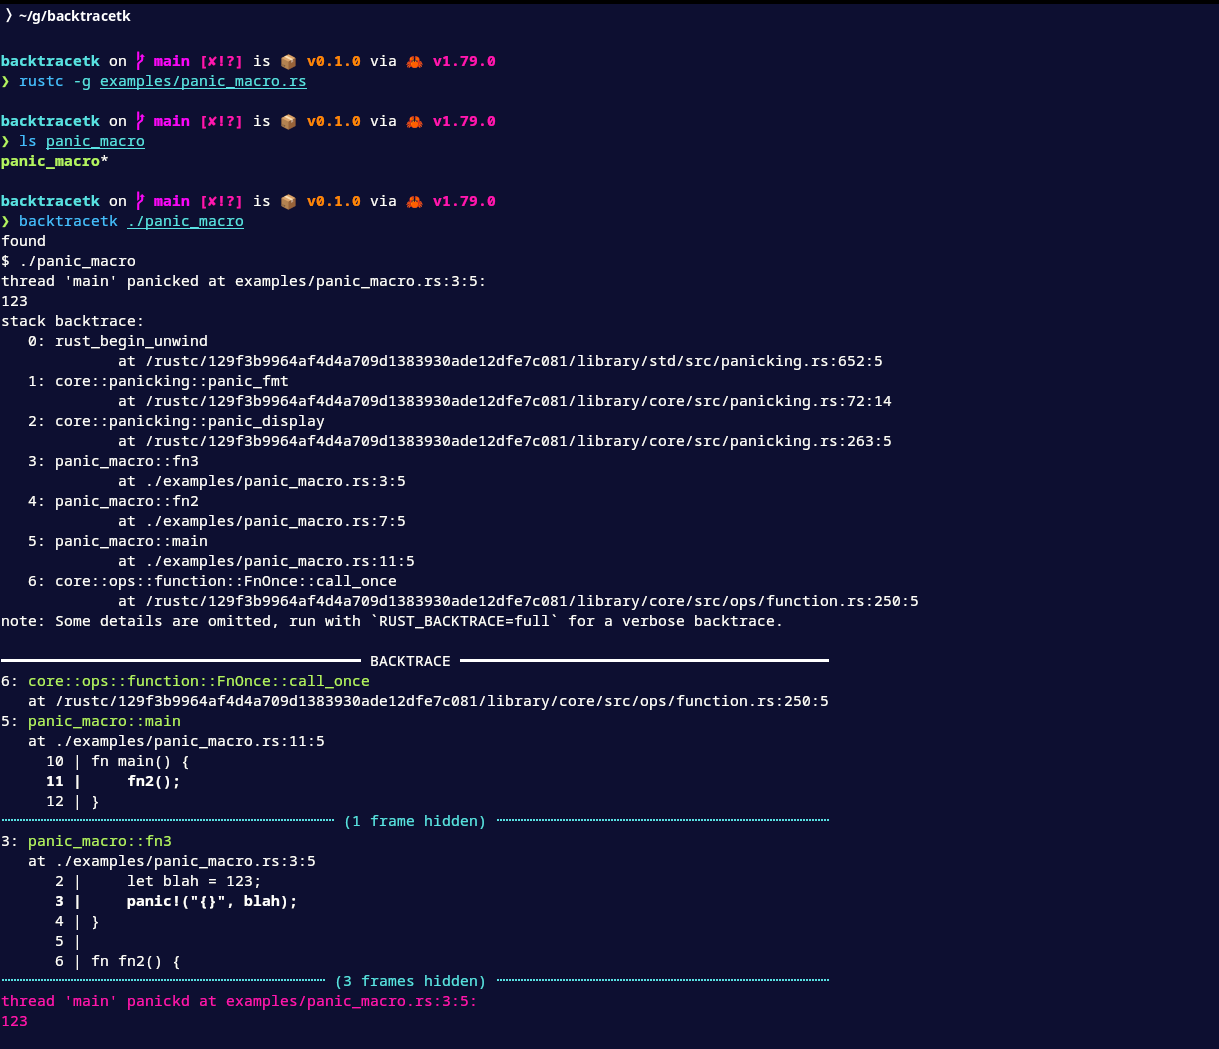 ❭ ~/g/backtracetk
backtracetk on  main [✘!?] is 📦 v0.1.0 via 🦀 v1.79.0
❯ rustc -g examples/panic_macro.rs
backtracetk on  main [✘!?] is 📦 v0.1.0 via 🦀 v1.79.0
❯ ls panic_macro
panic_macro*
backtracetk on  main [✘!?] is 📦 v0.1.0 via 🦀 v1.79.0
❯ backtracetk ./panic_macro
found
$ ./panic_macro
thread 'main' panicked at examples/panic_macro.rs:3:5:
123
stack backtrace:
   0: rust_begin_unwind
             at /rustc/129f3b9964af4d4a709d1383930ade12dfe7c081/library/std/src/panicking.rs:652:5
   1: core::panicking::panic_fmt
             at /rustc/129f3b9964af4d4a709d1383930ade12dfe7c081/library/core/src/panicking.rs:72:14
   2: core::panicking::panic_display
             at /rustc/129f3b9964af4d4a709d1383930ade12dfe7c081/library/core/src/panicking.rs:263:5
   3: panic_macro::fn3
             at ./examples/panic_macro.rs:3:5
   4: panic_macro::fn2
             at ./examples/panic_macro.rs:7:5
   5: panic_macro::main
             at ./examples/panic_macro.rs:11:5
   6: core::ops::function::FnOnce::call_once
             at /rustc/129f3b9964af4d4a709d1383930ade12dfe7c081/library/core/src/ops/function.rs:250:5
note: Some details are omitted, run with `RUST_BACKTRACE=full` for a verbose backtrace.
BACKTRACE
6: core::ops::function::FnOnce::call_once
   at /rustc/129f3b9964af4d4a709d1383930ade12dfe7c081/library/core/src/ops/function.rs:250:5
5: panic_macro::main
   at ./examples/panic_macro.rs:11:5
     10 | fn main() {
     11 |     fn2();
     12 | }
(1 frame hidden)
3: panic_macro::fn3
   at ./examples/panic_macro.rs:3:5
      2 |     let blah = 123;
      3 |     panic!("{}", blah);
      4 | }
      5 |
      6 | fn fn2() {
(3 frames hidden)
thread 'main' panickd at examples/panic_macro.rs:3:5:
123